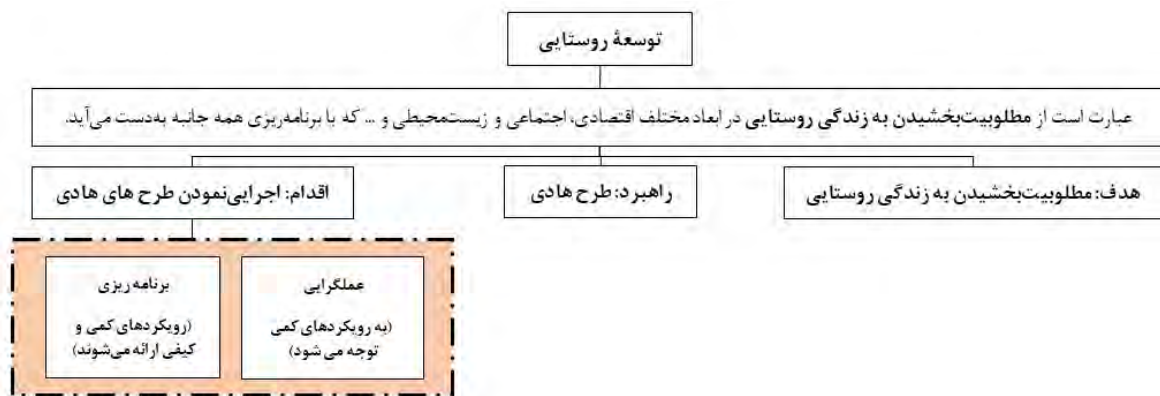 توسعهٔ روستایی
عبارت است از مطلوبیت‌بخشیدن به زندگی روستایی در ابعاد مختلف اقتصادی، اجتماعی و زیست‌محیطی و ... که با برنامه‌ریزی همه جانبه به‌دست می‌آید.
هدف: مطلوبیت‌بخشیدن به زندگی روستایی
راهبرد: طرح هادی
اقدام: اجرایی‌نمودن طرح های هادی
عملگرایی
(به رویکردهای کمی
توجه می شود)
برنامه ریزی
(رویکردهای کمی و
کیفی ارائه می‌شوند)